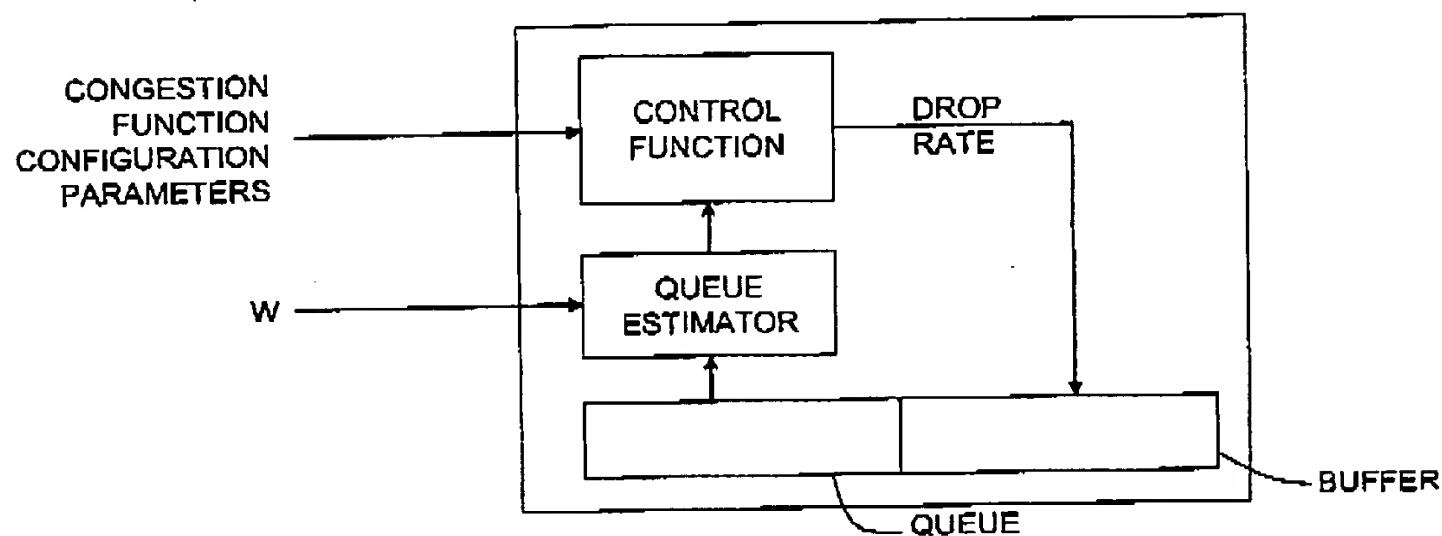 CONGESTION
FUNCTION
CONFIGURATION
PARAMETERS
CONTROL
FUNCTION
DROP
RATE
W
QUEUE
ESTIMATOR
BUFFER
QUEUE